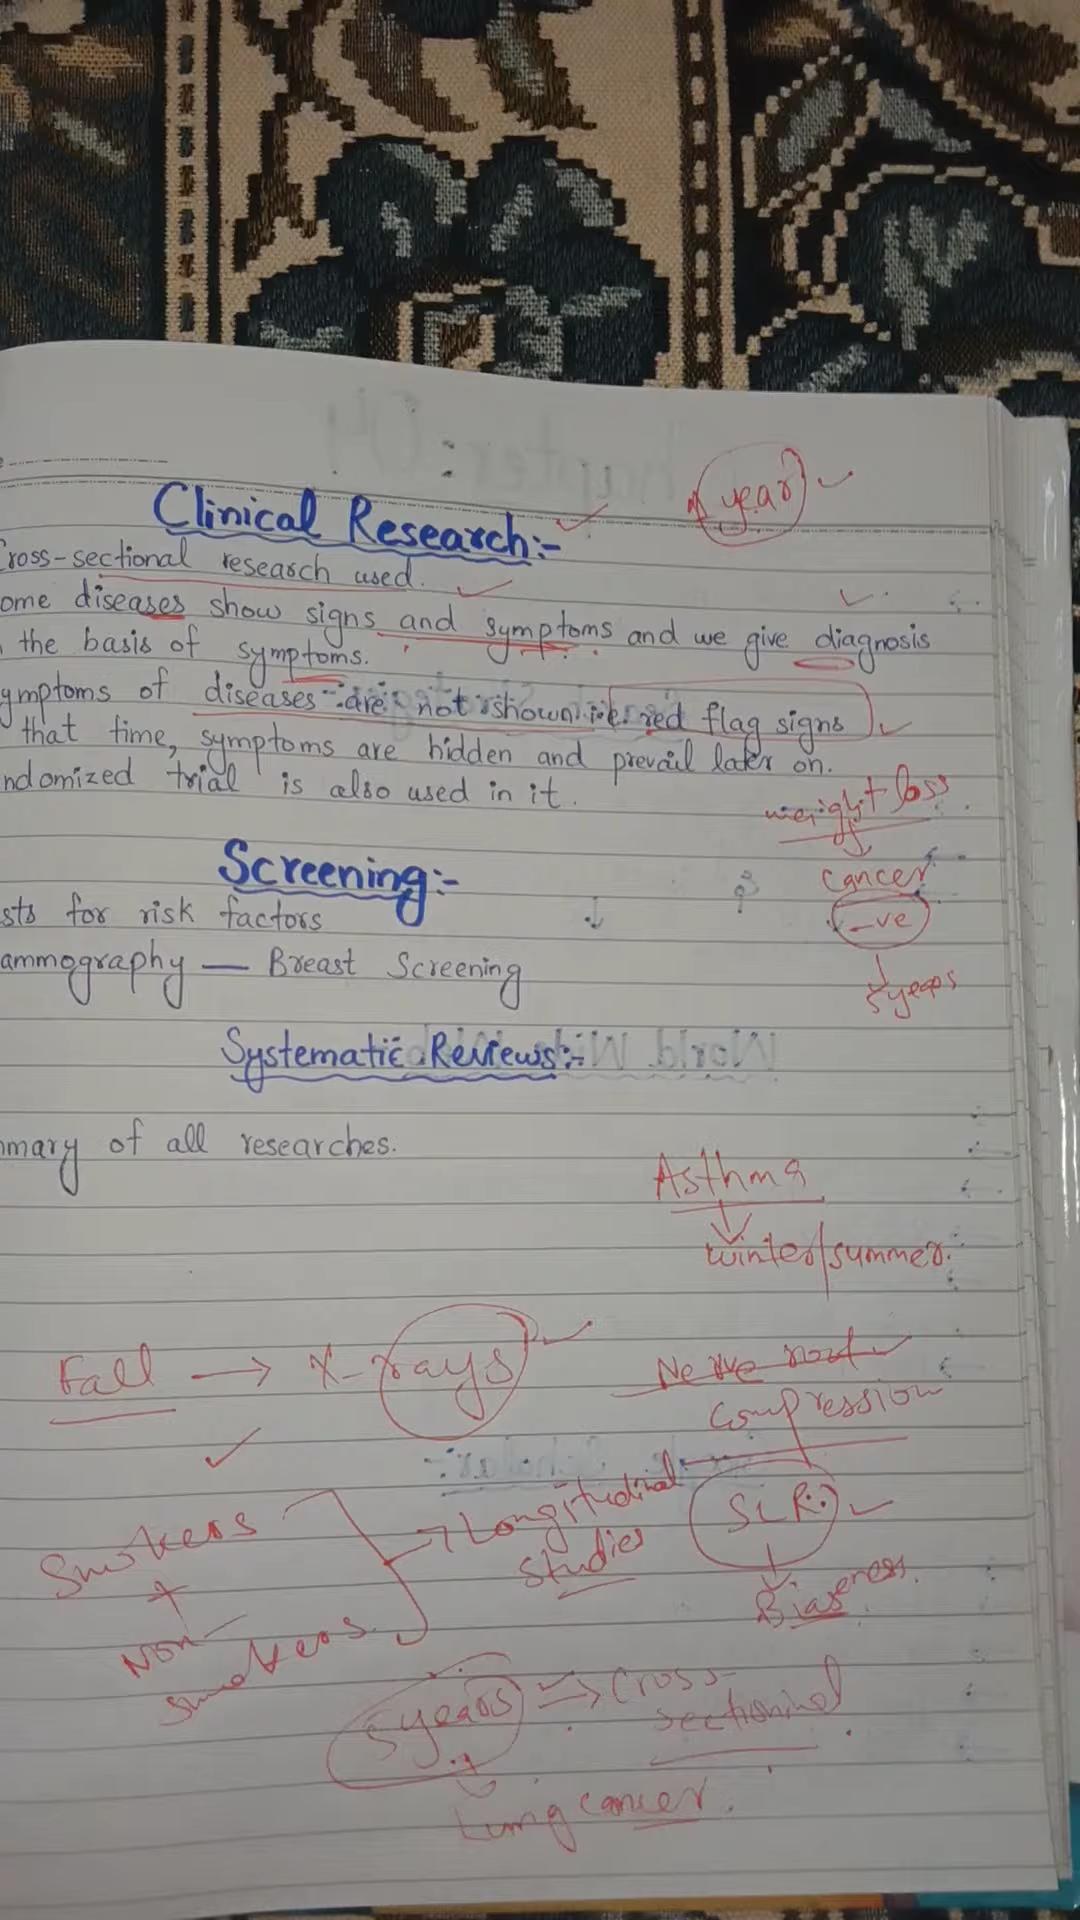 1 year
Clinical Research:-
ross-sectional research used.
ome diseases show signs and symptoms and we give diagnosis
the basis of symptoms.
ymptoms of diseases are not shown i.e. red flag signs
that time, symptoms are hidden and prevail later on.
ndomized trial is also used in it.
weight loss
Screening:-
cancer
-ve
sts for risk factors
ammography — Breast Screening
5 years
Systematic Reviews:-
mmary of all researches.
Asthma
winter/summer.
Fall → X-rays
Nerve root
compression
Smokers
+
Non-
smokers
Longitudinal
studies
SLR
Biasness.
5 years ⇒ Cross-
sectioninal
Lung cancer.